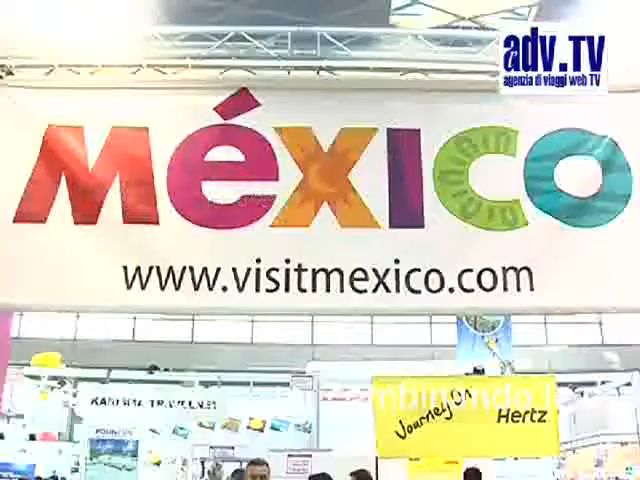 adv.TV
agenzia di viaggi web TV
MéXICO
www.visitmexico.com
Journey On
Hertz